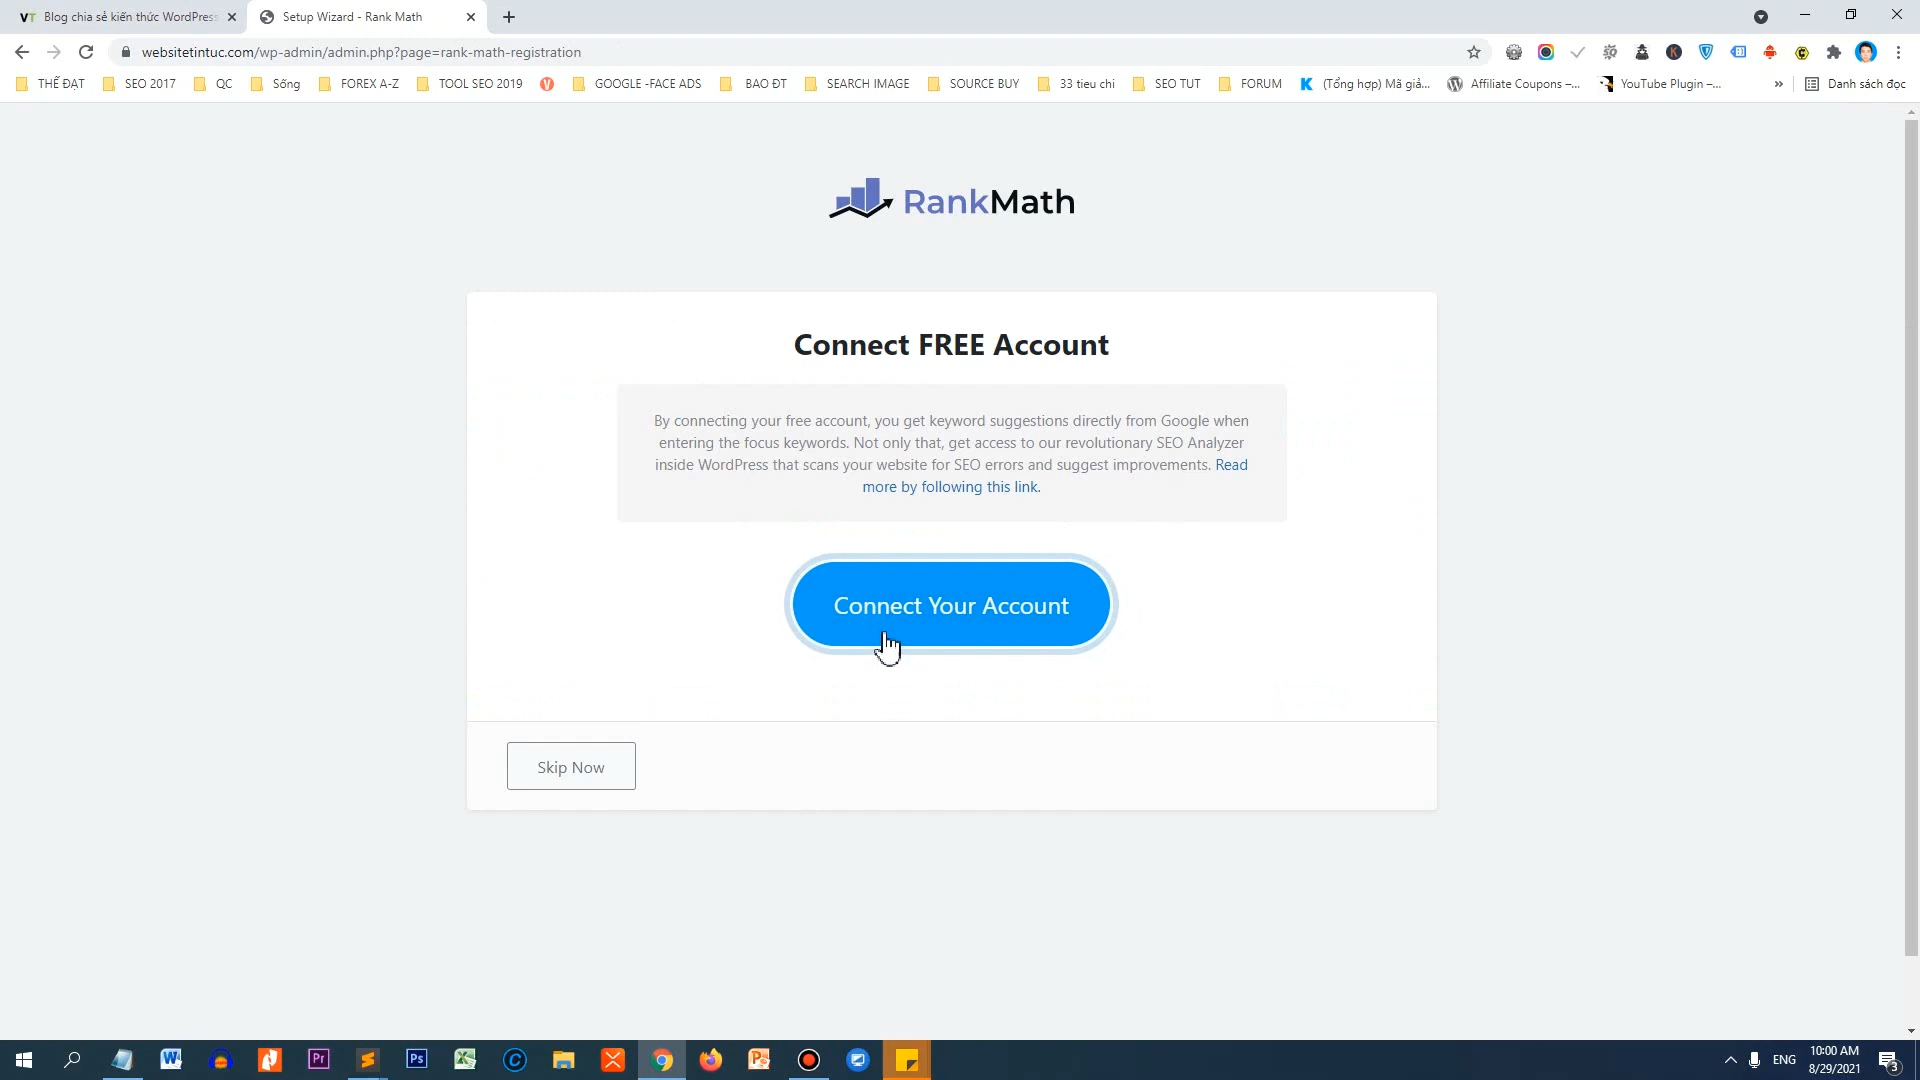 VT Blog chia sẻ kiến thức WordPress
Setup Wizard - Rank Math
websitetintuc.com/wp-admin/admin.php?page=rank-math-registration
THẾ ĐẠT
SEO 2017
QC
Sống
FOREX A-Z
TOOL SEO 2019
GOOGLE -FACE ADS
BAO ĐT
SEARCH IMAGE
SOURCE BUY
33 tieu chi
SEO TUT
FORUM
(Tổng hợp) Mã giả...
Affiliate Coupons –...
YouTube Plugin –...
»
Danh sách đọc
RankMath
Connect FREE Account
By connecting your free account, you get keyword suggestions directly from Google when
entering the focus keywords. Not only that, get access to our revolutionary SEO Analyzer
inside WordPress that scans your website for SEO errors and suggest improvements. Read
more by following this link.
Connect Your Account
Skip Now
ENG
10:00 AM
8/29/2021
3